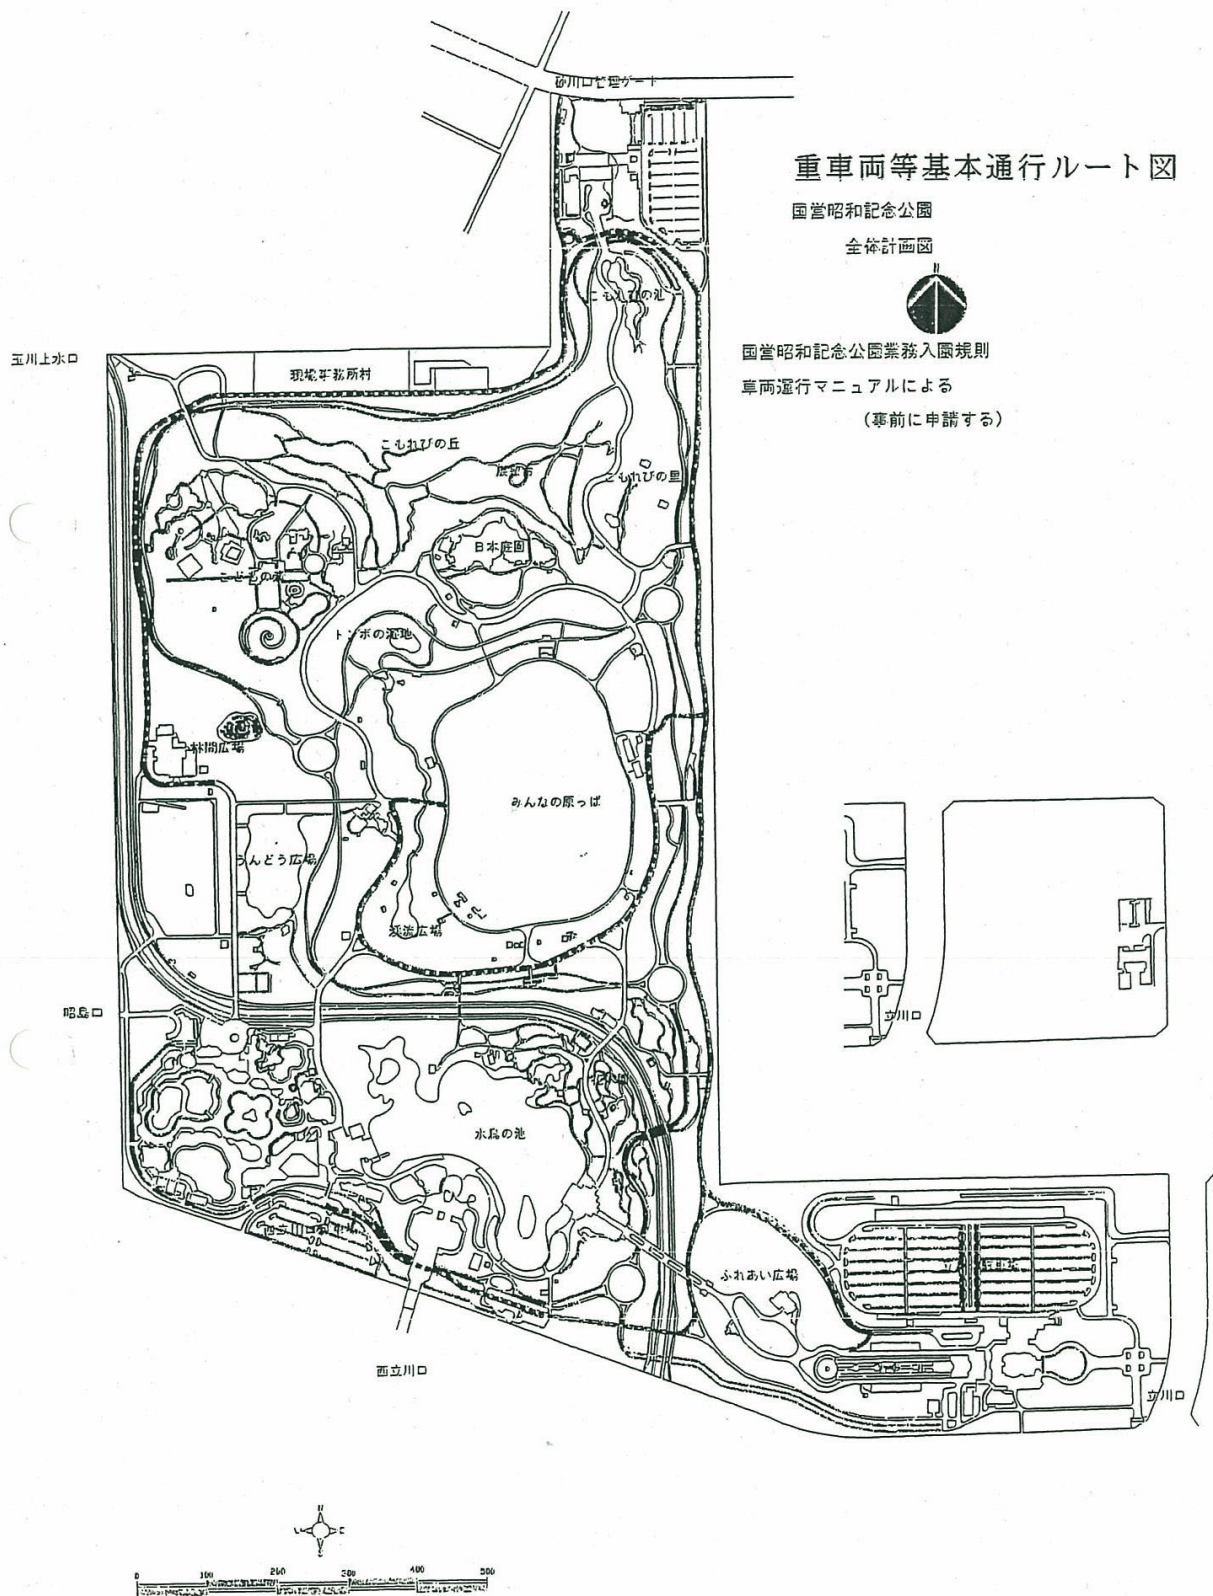 砂川口管理ゲート
重車両等基本通行ルート図
国営昭和記念公園
全体計画図
N
こもれびの池
国営昭和記念公園業務入園規則
車両運行マニュアルによる
(事前に申請する)
玉川上水口
現場事務所村
こもれびの丘
こもれびの里
日本庭園
こどもの森
トンボの湿地
林間広場
みんなの原っぱ
うんどう広場
渓流広場
昭島口
立川口
水鳥の池
西立川口駐車場
ふれあい広場
西立川口
立川口
N
0 100 200 300 400 500